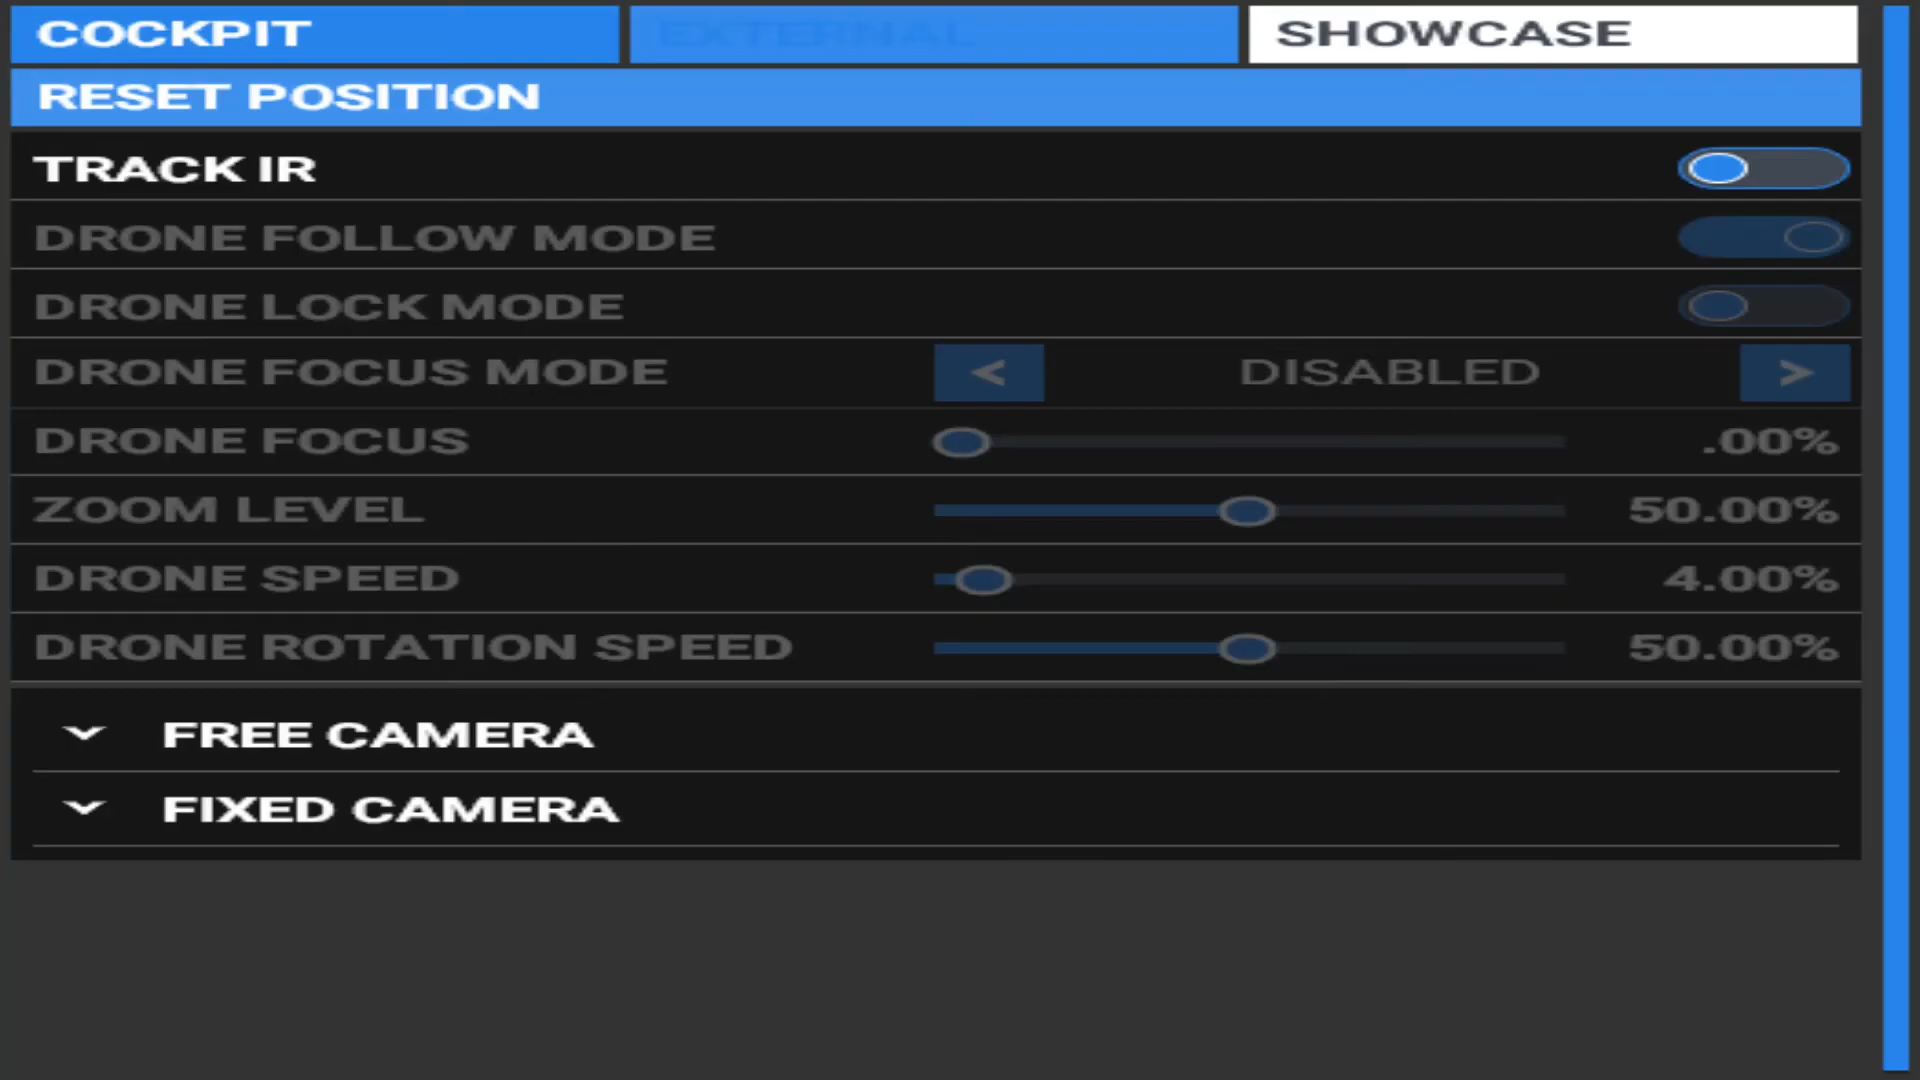 COCKPIT
EXTERNAL
SHOWCASE
RESET POSITION
TRACK IR
DRONE FOLLOW MODE
DRONE LOCK MODE
DRONE FOCUS MODE < DISABLED >
DRONE FOCUS .00%
ZOOM LEVEL 50.00%
DRONE SPEED 4.00%
DRONE ROTATION SPEED 50.00%
FREE CAMERA
FIXED CAMERA